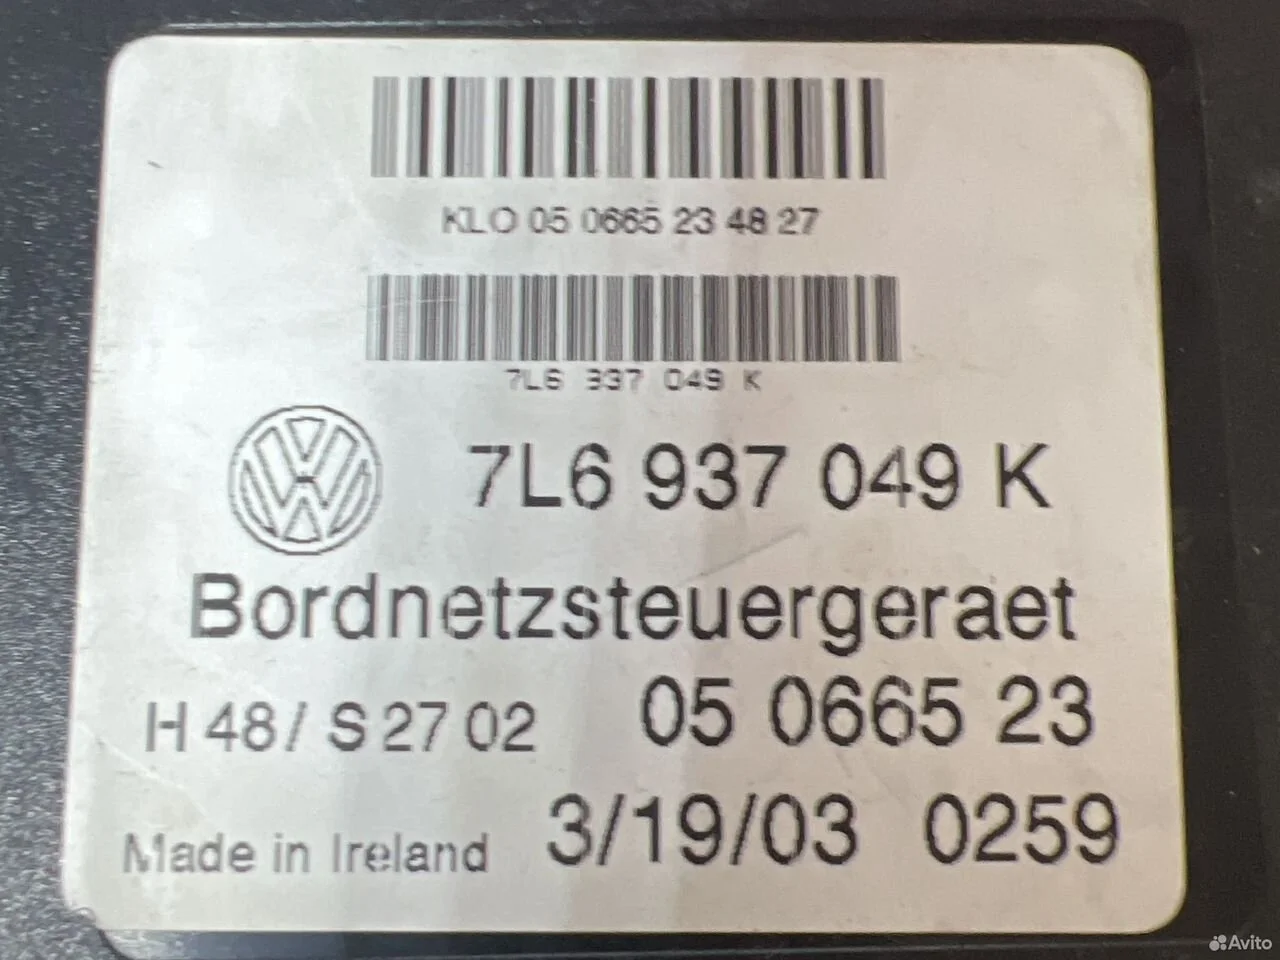 KLO 05 0665 23 48 27
7L6 937 049 K
7L6 937 049 K
Bordnetzsteuergeraet
H 48 / S 27 02 05 0665 23
Made in Ireland 3/19/03 0259
Avito